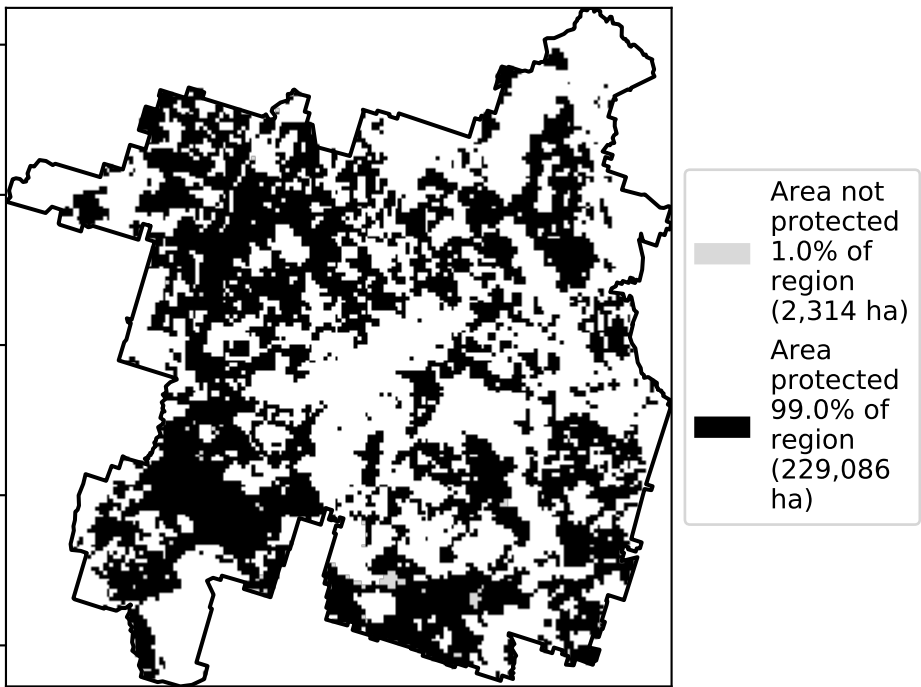 Area not
protected
1.0% of
region
(2,314 ha)
Area
protected
99.0% of
region
(229,086
ha)